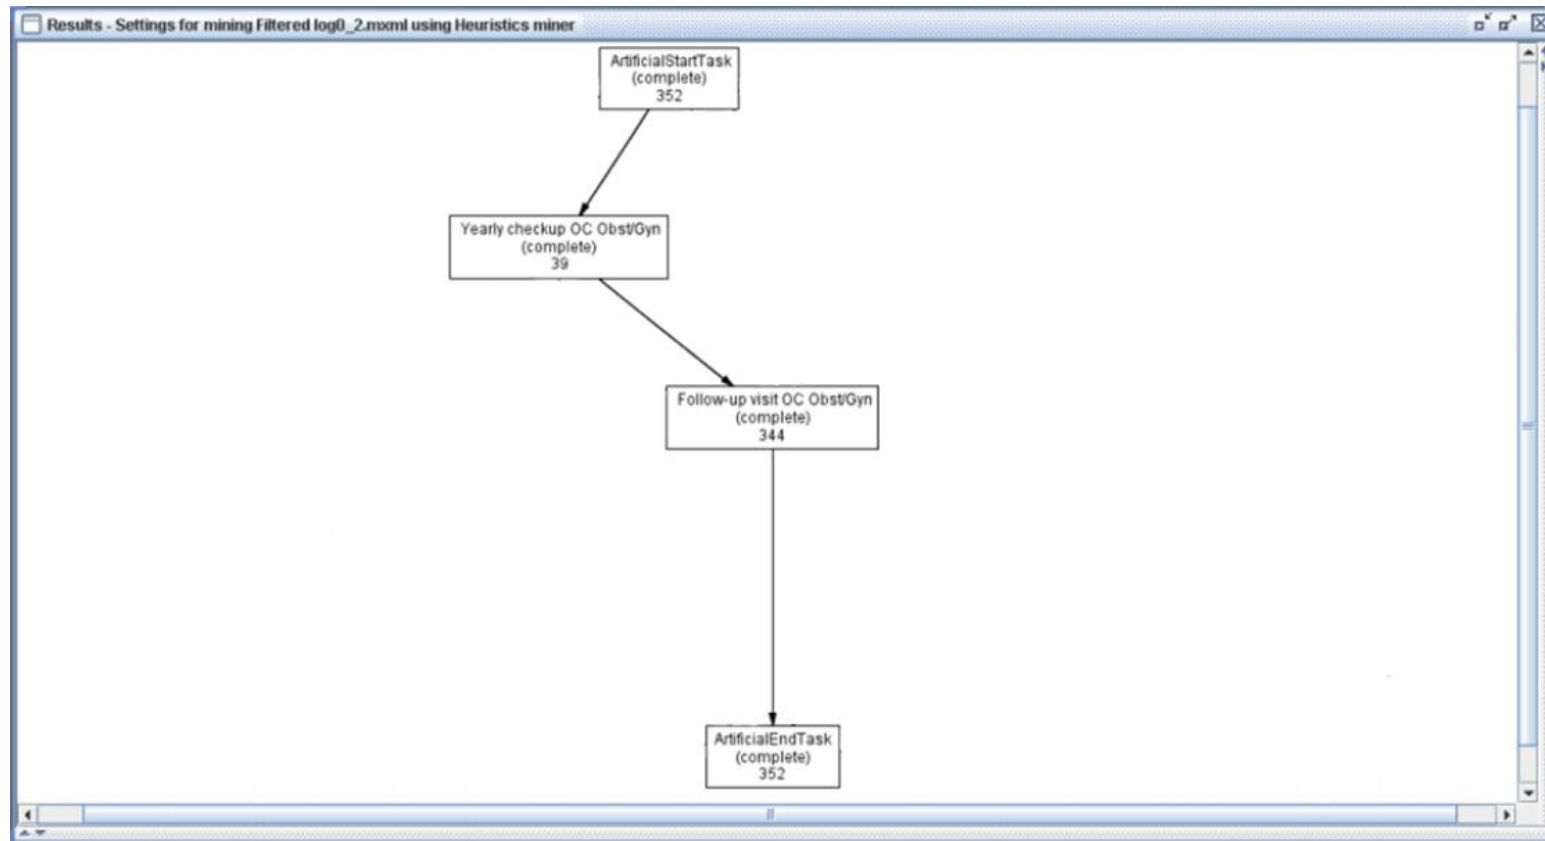 Results - Settings for mining Filtered log0_2.mxml using Heuristics miner
ArtificialStartTask
(complete)
352
Yearly checkup OC Obst/Gyn
(complete)
39
Follow-up visit OC Obst/Gyn
(complete)
344
ArtificialEndTask
(complete)
352